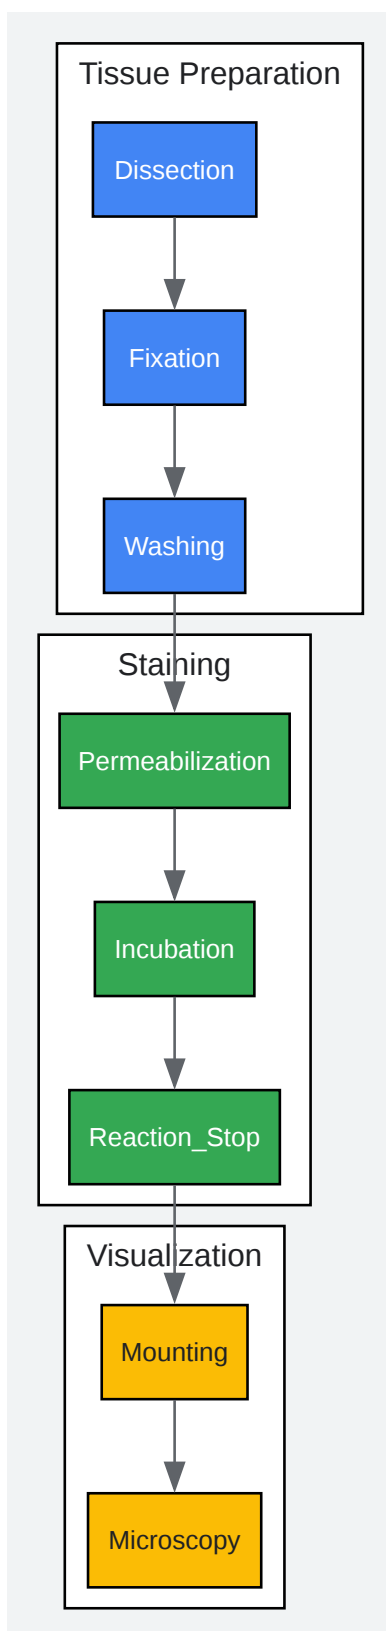 Tissue Preparation
Dissection
Fixation
Washing
Staining
Permeabilization
Incubation
Reaction_Stop
Visualization
Mounting
Microscopy